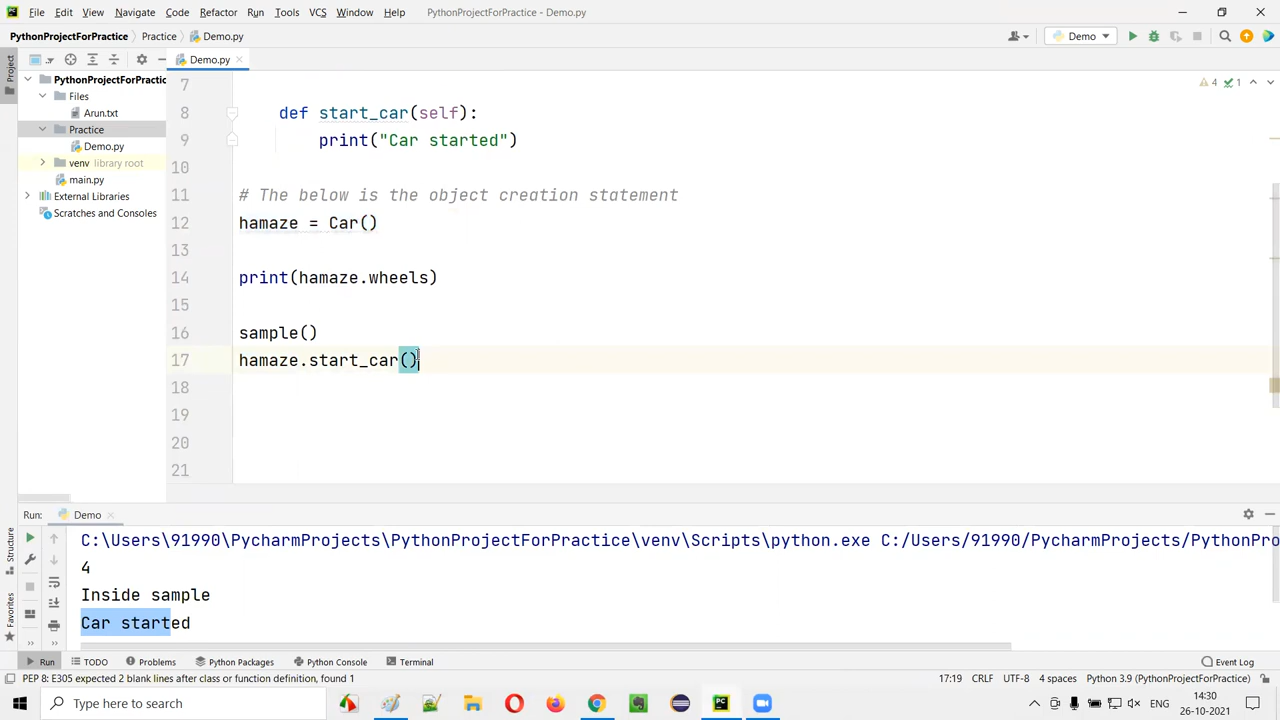 File Edit View Navigate Code Refactor Run Tools VCS Window Help PythonProjectForPractice - Demo.py
PythonProjectForPractice Practice Demo.py Demo
Project Demo.py
PythonProjectForPractic
Files
Arun.txt
Practice
Demo.py
venv library root
main.py
External Libraries
Scratches and Consoles
4 1
7
8 def start_car(self):
9 print("Car started")
10
11 # The below is the object creation statement
12 hamaze = Car()
13
14 print(hamaze.wheels)
15
16 sample()
17 hamaze.start_car()
18
19
20
21
Run: Demo
C:\Users\91990\PycharmProjects\PythonProjectForPractice\venv\Scripts\python.exe C:/Users/91990/PycharmProjects/PythonPro
4
Inside sample
Car started
Structure
Favorites
Run TODO Problems Python Packages Python Console Terminal Event Log
PEP 8: E305 expected 2 blank lines after class or function definition, found 1 17:19 CRLF UTF-8 4 spaces Python 3.9 (PythonProjectForPractice)
Type here to search ENG 14:30
26-10-2021